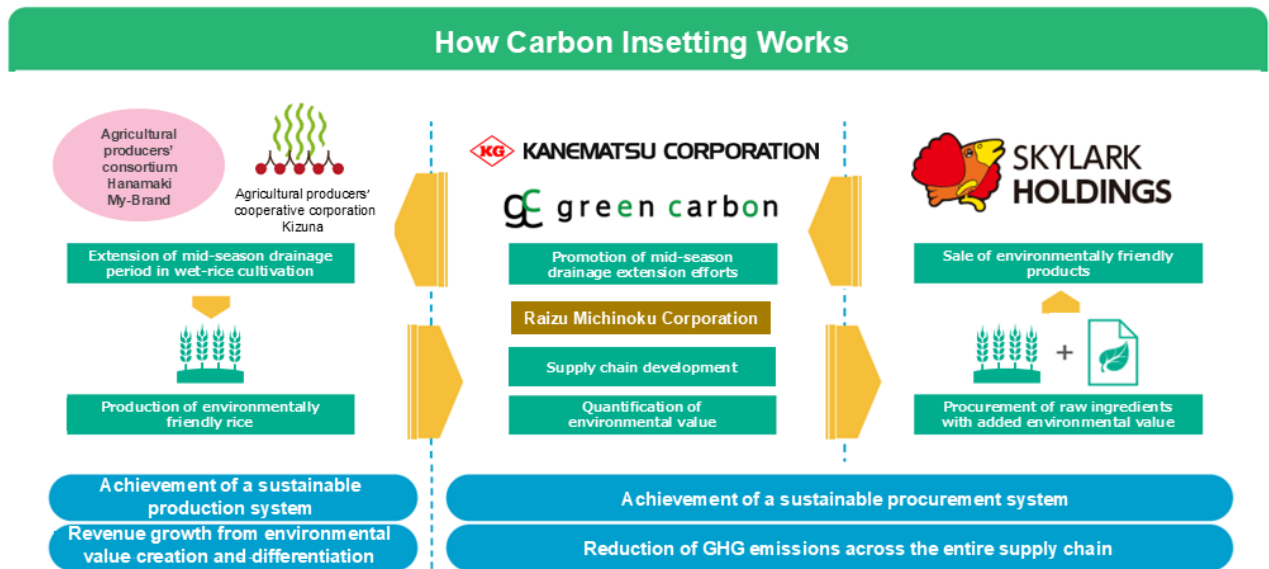 How Carbon Insetting Works
Agricultural
producers'
consortium
Hanamaki
My-Brand
Agricultural producers'
cooperative corporation
Kizuna
Extension of mid-season drainage
period in wet-rice cultivation
Production of environmentally
friendly rice
KG KANEMATSU CORPORATION
gc green carbon
Promotion of mid-season
drainage extension efforts
Raizu Michinoku Corporation
Supply chain development
Quantification of
environmental value
SKYLARK
HOLDINGS
Sale of environmentally friendly
products
+
Procurement of raw ingredients
with added environmental value
Achievement of a sustainable
production system
Revenue growth from environmental
value creation and differentiation
Achievement of a sustainable procurement system
Reduction of GHG emissions across the entire supply chain